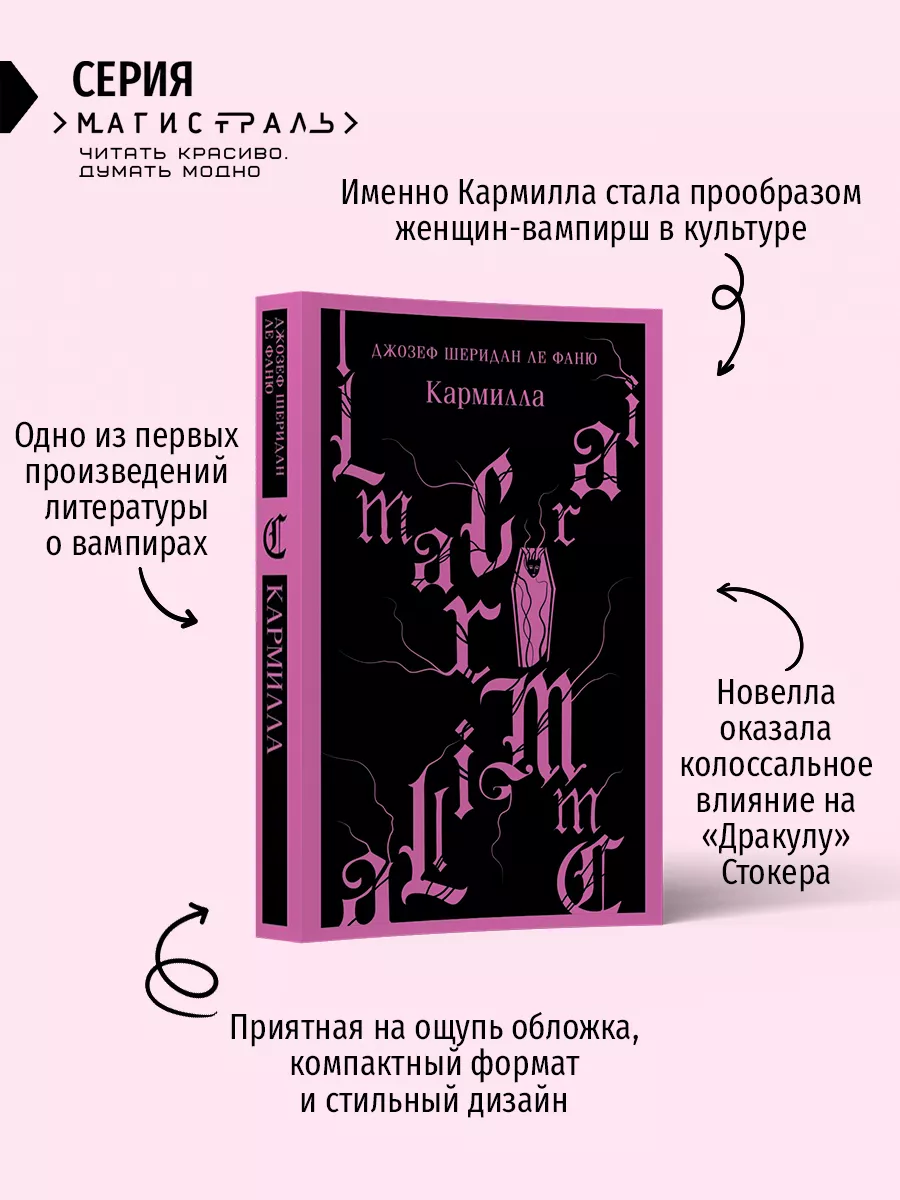 СЕРИЯ
>МАГИСТРАЛЬ>
ЧИТАТЬ КРАСИВО.
ДУМАТЬ МОДНО
Именно Кармилла стала прообразом
женщин-вампирш в культуре
Одно из первых
произведений
литературы
о вампирах
ДЖОЗЕФ ШЕРИДАН
ЛЕ ФАНЮ
C
КАРМИЛЛА
ДЖОЗЕФ ШЕРИДАН ЛЕ ФАНЮ
Кармилла
i
L
m
a
C
r
a
i
r
M
i
L
a
m
C
Новелла
оказала
колоссальное
влияние на
«Дракулу»
Стокера
Приятная на ощупь обложка,
компактный формат
и стильный дизайн